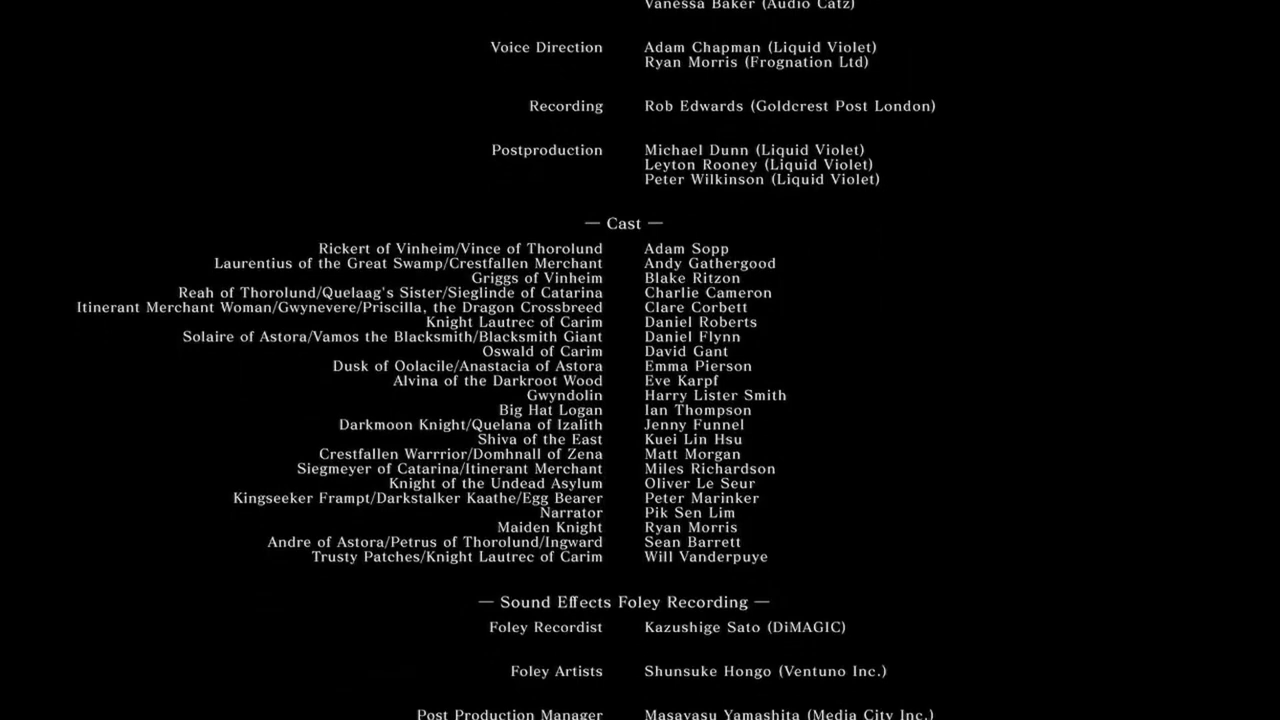 Vanessa Baker (Audio Catz)
Voice Direction Adam Chapman (Liquid Violet)
Ryan Morris (Frognation Ltd)
Recording Rob Edwards (Goldcrest Post London)
Postproduction Michael Dunn (Liquid Violet)
Leyton Rooney (Liquid Violet)
Peter Wilkinson (Liquid Violet)
— Cast —
Rickert of Vinheim/Vince of Thorolund Adam Sopp
Laurentius of the Great Swamp/Crestfallen Merchant Andy Gathergood
Griggs of Vinheim Blake Ritzon
Reah of Thorolund/Quelaag's Sister/Sieglinde of Catarina Charlie Cameron
Itinerant Merchant Woman/Gwynevere/Priscilla, the Dragon Crossbreed Clare Corbett
Knight Lautrec of Carim Daniel Roberts
Solaire of Astora/Vamos the Blacksmith/Blacksmith Giant Daniel Flynn
Oswald of Carim David Gant
Dusk of Oolacile/Anastacia of Astora Emma Pierson
Alvina of the Darkroot Wood Eve Karpf
Gwyndolin Harry Lister Smith
Big Hat Logan Ian Thompson
Darkmoon Knight/Quelana of Izalith Jenny Funnel
Shiva of the East Kuei Lin Hsu
Crestfallen Warrrior/Domhnall of Zena Matt Morgan
Siegmeyer of Catarina/Itinerant Merchant Miles Richardson
Knight of the Undead Asylum Oliver Le Seur
Kingseeker Frampt/Darkstalker Kaathe/Egg Bearer Peter Marinker
Narrator Pik Sen Lim
Maiden Knight Ryan Morris
Andre of Astora/Petrus of Thorolund/Ingward Sean Barrett
Trusty Patches/Knight Lautrec of Carim Will Vanderpuye
— Sound Effects Foley Recording —
Foley Recordist Kazushige Sato (DiMAGIC)
Foley Artists Shunsuke Hongo (Ventuno Inc.)
Post Production Manager Masayasu Yamashita (Media City Inc.)